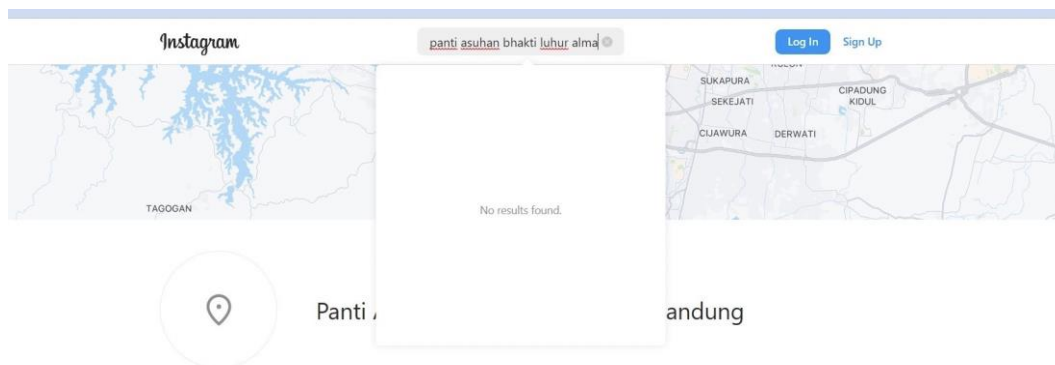 Instagram
panti asuhan bhakti luhur alma
Log In
Sign Up
SUKAPURA
SEKEJATI
CIPADUNG
KIDUL
CIJAWURA
DERWATI
TAGOGAN
No results found.
Panti
andung